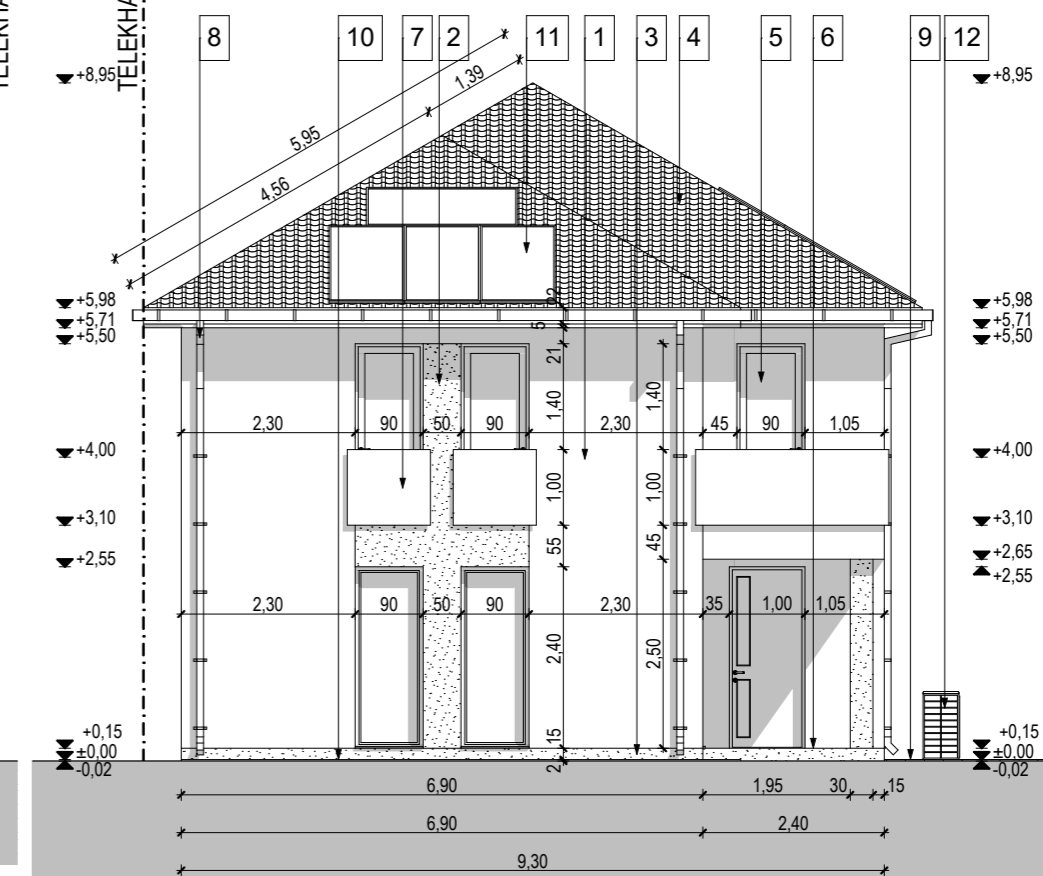 TELEKHA
TELEKHA
8 10 7 2 11 1 3 4 5 6 9 12
+8,95 +8,95
1,39
5,95
4,56
+5,98 +5,98
+5,71 +5,71
+5,50 +5,50
5
21
1,40 1,40
2,30 90 50 90 2,30 45 90 1,05
+4,00 +4,00
1,00 1,00
+3,10 +3,10
55 45
+2,55 +2,65
+2,55
2,30 90 50 90 2,30 35 1,00 1,05
2,40 2,50
+0,15 15 +0,15
±0,00 ±0,00
-0,02 2 -0,02
6,90 1,95 30 15
6,90 2,40
9,30